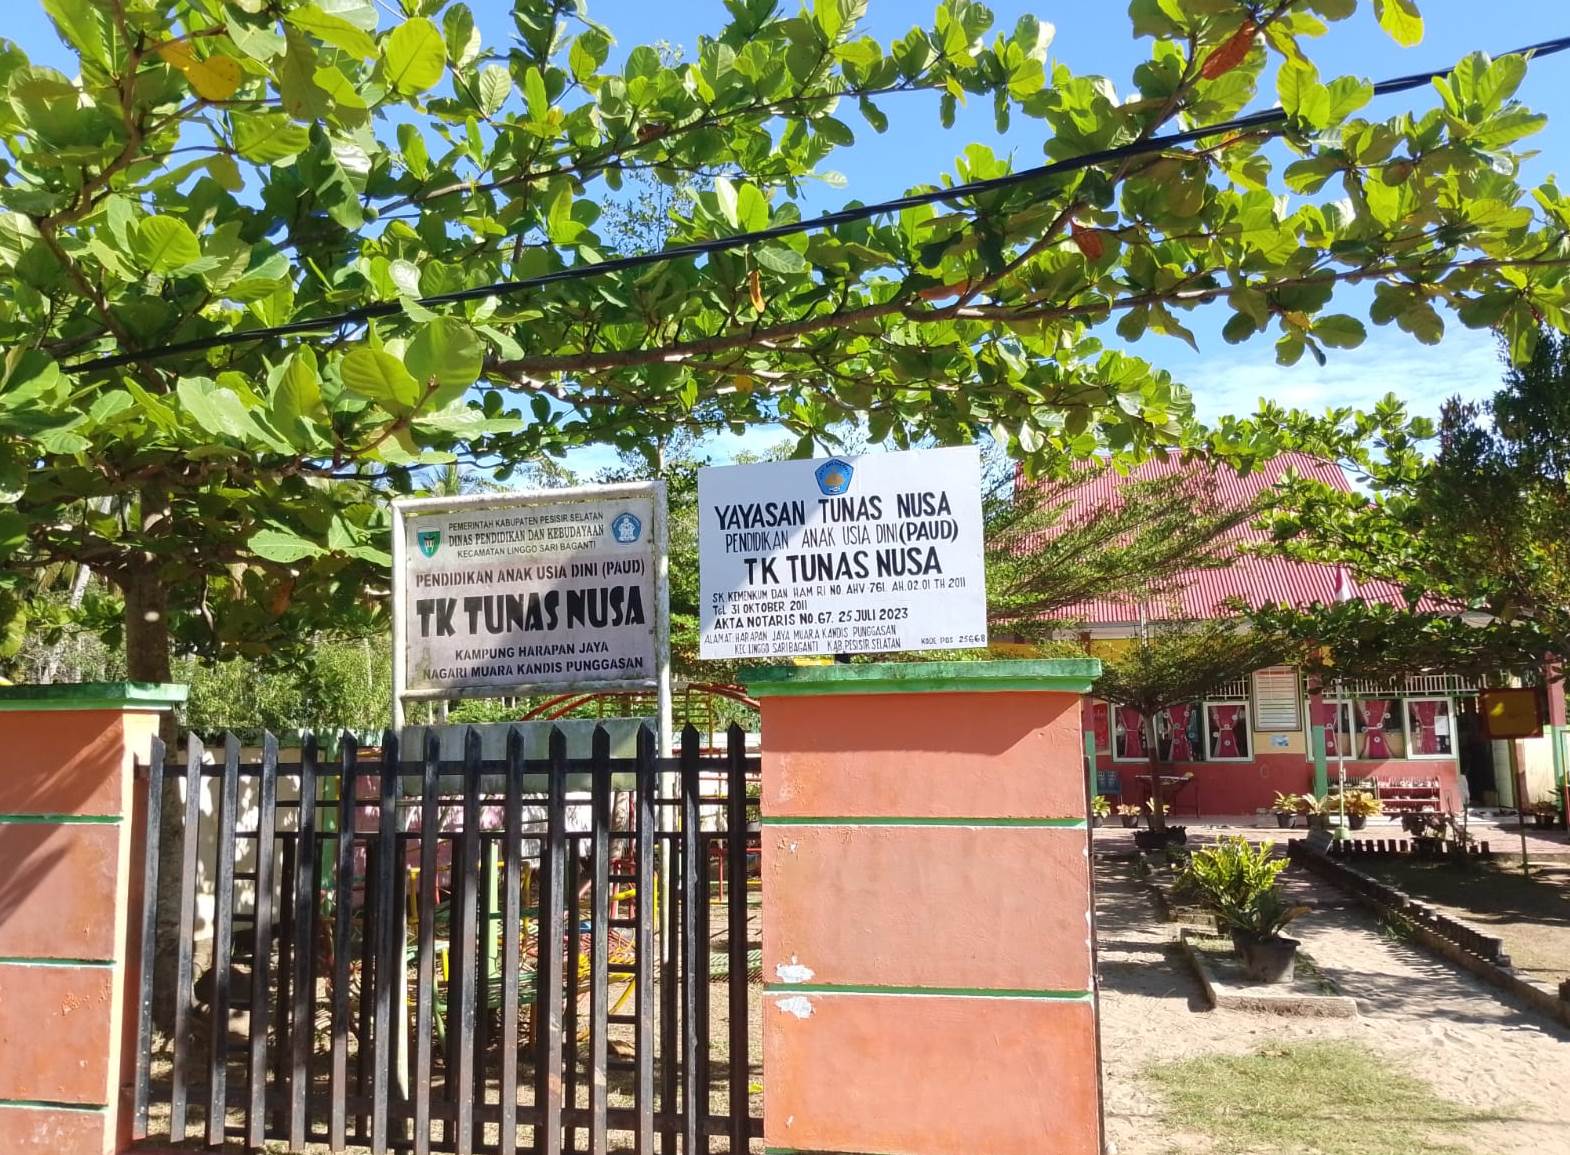 PEMERINTAH KABUPATEN PESISIR SELATAN
DINAS PENDIDIKAN DAN KEBUDAYAAN
KECAMATAN LINGGO SARI BAGANTI
PENDIDIKAN ANAK USIA DINI (PAUD)
TK TUNAS NUSA
KAMPUNG HARAPAN JAYA
NAGARI MUARA KANDIS PUNGGASAN
YAYASAN TUNAS NUSA
PENDIDIKAN ANAK USIA DINI (PAUD)
TK TUNAS NUSA
SK KEMENKUM DAN HAM RI NO. AHV 761. AH.02.01 TH 2011
TGL 31 OKTOBER 2011
AKTA NOTARIS NO.67. 25 JULI 2023
ALAMAT: HARAPAN JAYA MUARA KANDIS PUNGGASAN
KEC LINGGO SARIBAGANTI KAB.PESISIR SELATAN KODE POS 25668